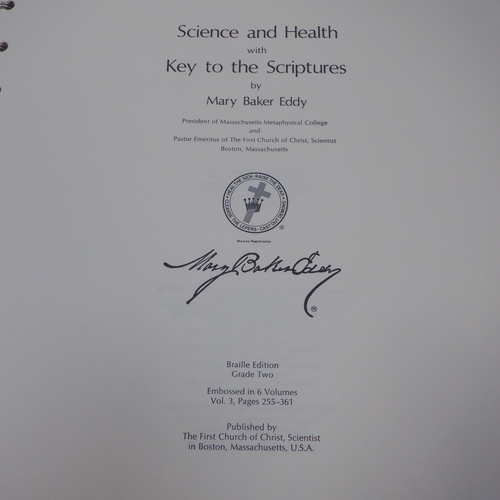 Science and Health
with
Key to the Scriptures
by
Mary Baker Eddy
President of Massachusetts Metaphysical College
and
Pastor Emeritus of The First Church of Christ, Scientist
Boston, Massachusetts
HEAL THE SICK · RAISE THE DEAD · CLEANSE THE LEPERS · CAST OUT DEMONS ·
®
Marcas Registradas
Mary Baker Eddy
®
Braille Edition
Grade Two
Embossed in 6 Volumes
Vol. 3, Pages 255–361
Published by
The First Church of Christ, Scientist
in Boston, Massachusetts, U.S.A.